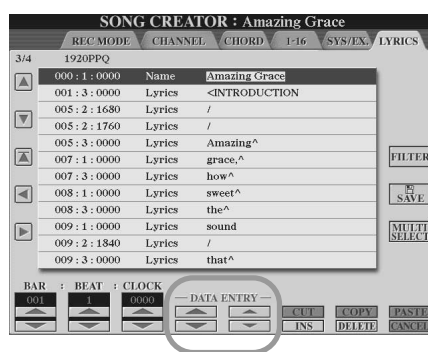 SONG CREATOR : Amazing Grace
REC MODE CHANNEL CHORD 1-16 SYS/EX. LYRICS
3/4 1920PPQ
000 : 1 : 0000 Name Amazing Grace
001 : 3 : 0000 Lyrics <INTRODUCTION
005 : 2 : 1680 Lyrics /
005 : 2 : 1760 Lyrics /
005 : 3 : 0000 Lyrics Amazing^
007 : 1 : 0000 Lyrics grace,^
007 : 3 : 0000 Lyrics how^
008 : 1 : 0000 Lyrics sweet^
008 : 3 : 0000 Lyrics the^
009 : 1 : 0000 Lyrics sound
009 : 2 : 1840 Lyrics /
009 : 3 : 0000 Lyrics that^
FILTER
SAVE
MULTI
SELECT
BAR : BEAT : CLOCK DATA ENTRY
001 1 0000
CUT COPY PASTE
INS DELETE CANCEL